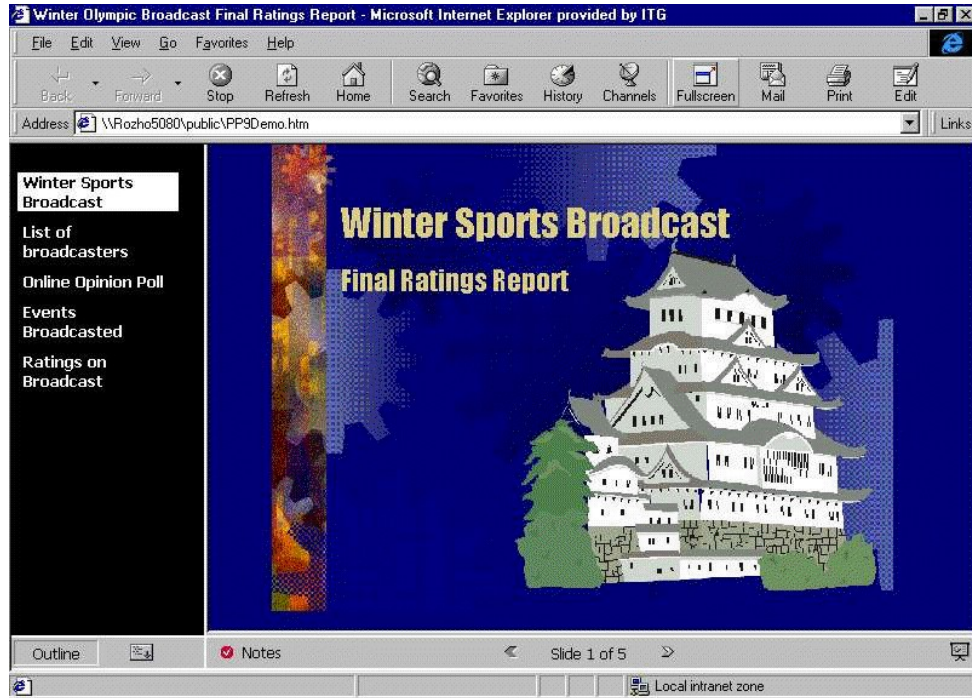 Winter Olympic Broadcast Final Ratings Report - Microsoft Internet Explorer provided by ITG
File Edit View Go Favorites Help
Back Forward Stop Refresh Home Search Favorites History Channels Fullscreen Mail Print Edit
Address \\Rozho5080\public\PP9Demo.htm Links
Winter Sports
Broadcast
List of
broadcasters
Online Opinion Poll
Events
Broadcasted
Ratings on
Broadcast
Winter Sports Broadcast
Final Ratings Report
Outline Notes Slide 1 of 5
Local intranet zone